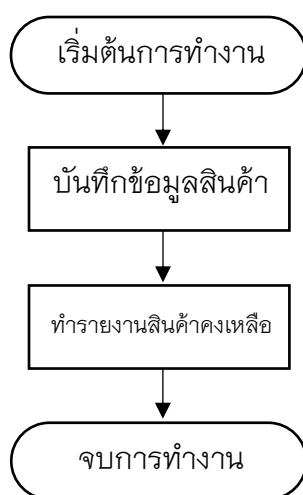 เริ่มต้นการทำงาน
บันทึกข้อมูลสินค้า
ทำรายงานสินค้าคงเหลือ
จบการทำงาน